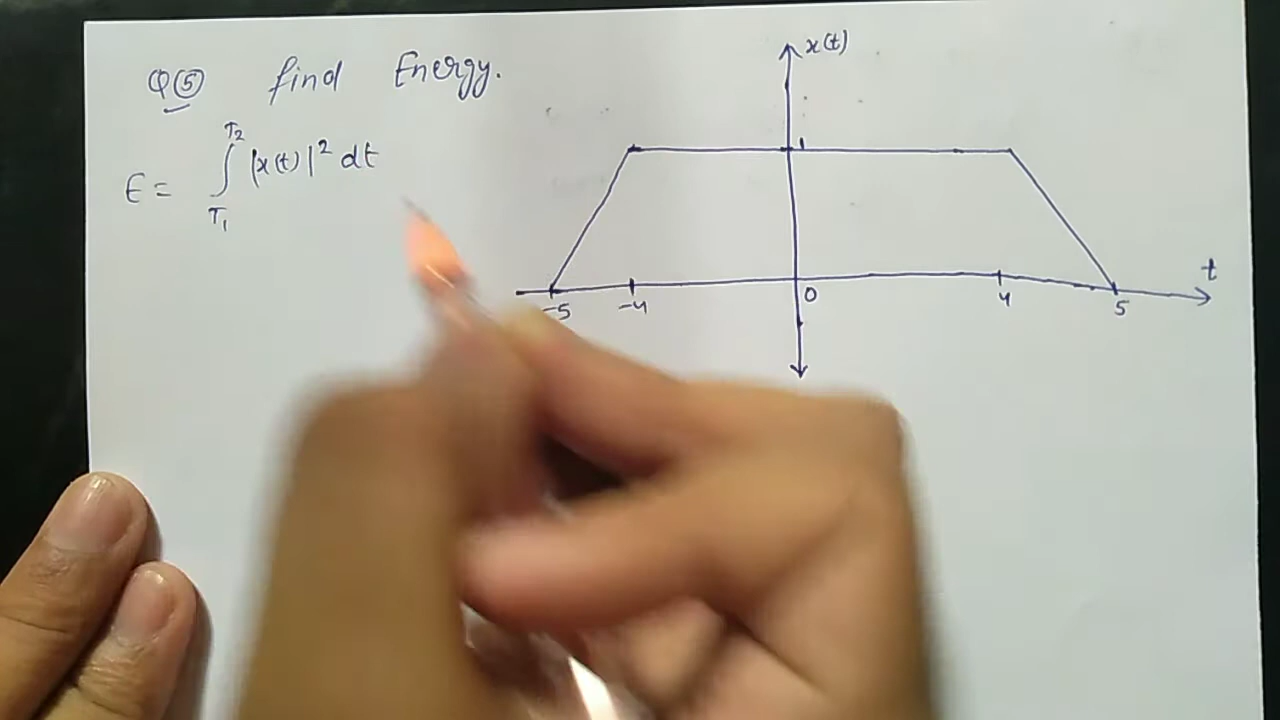 Q⑤ find Energy.
E = ∫_{T₁}^{T₂} |x(t)|² dt
x(t)
1
t
-5 -4 0 4 5